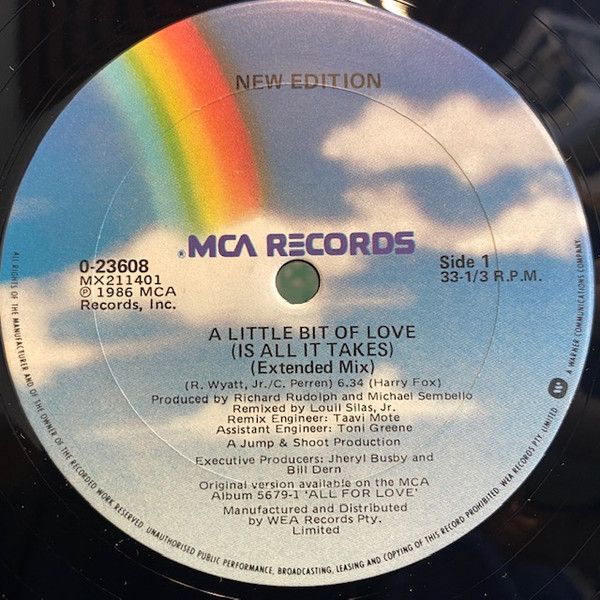 NEW EDITION
® MCA RECORDS
0-23608
MX211401
℗ 1986 MCA
Records, Inc.
Side 1
33-1/3 R.P.M.
A LITTLE BIT OF LOVE
(IS ALL IT TAKES)
(Extended Mix)
(R. Wyatt, Jr./C. Perren) 6.34 (Harry Fox)
Produced by Richard Rudolph and Michael Sembello
Remixed by Louil Silas, Jr.
Remix Engineer: Taavi Mote
Assistant Engineer: Toni Greene
A Jump & Shoot Production
Executive Producers: Jheryl Busby and
Bill Dern
Original version available on the MCA
Album 5679-1 'ALL FOR LOVE'
Manufactured and Distributed
by WEA Records Pty.
Limited
ALL RIGHTS OF THE MANUFACTURER AND OF THE OWNER OF THE RECORDED WORK RESERVED. UNAUTHORISED PUBLIC PERFORMANCE, BROADCASTING, LEASING AND COPYING OF THIS RECORD PROHIBITED. WEA RECORDS PTY. LIMITED
A WARNER COMMUNICATIONS COMPANY.